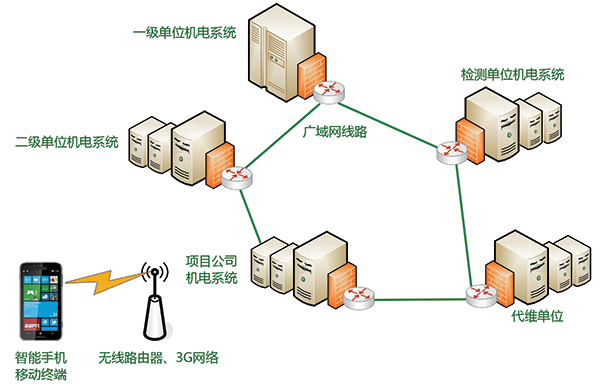 一级单位机电系统
检测单位机电系统
广域网线路
二级单位机电系统
项目公司
机电系统
代维单位
ESPN
智能手机
移动终端
无线路由器、3G网络